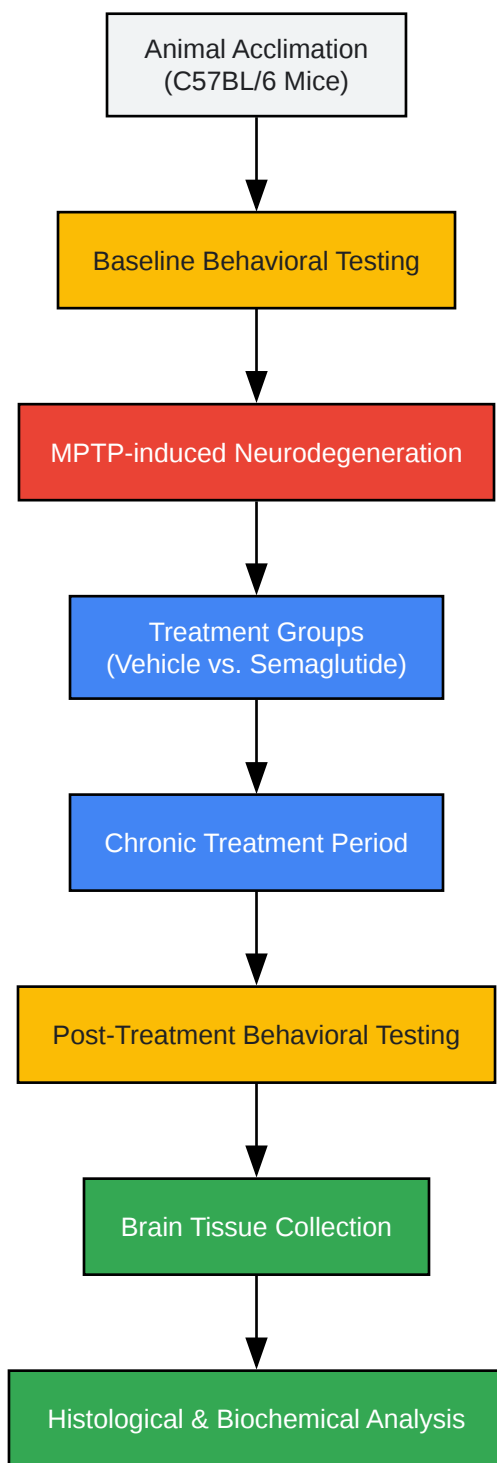 Animal Acclimation
(C57BL/6 Mice)
Baseline Behavioral Testing
MPTP-induced Neurodegeneration
Treatment Groups
(Vehicle vs. Semaglutide)
Chronic Treatment Period
Post-Treatment Behavioral Testing
Brain Tissue Collection
Histological & Biochemical Analysis